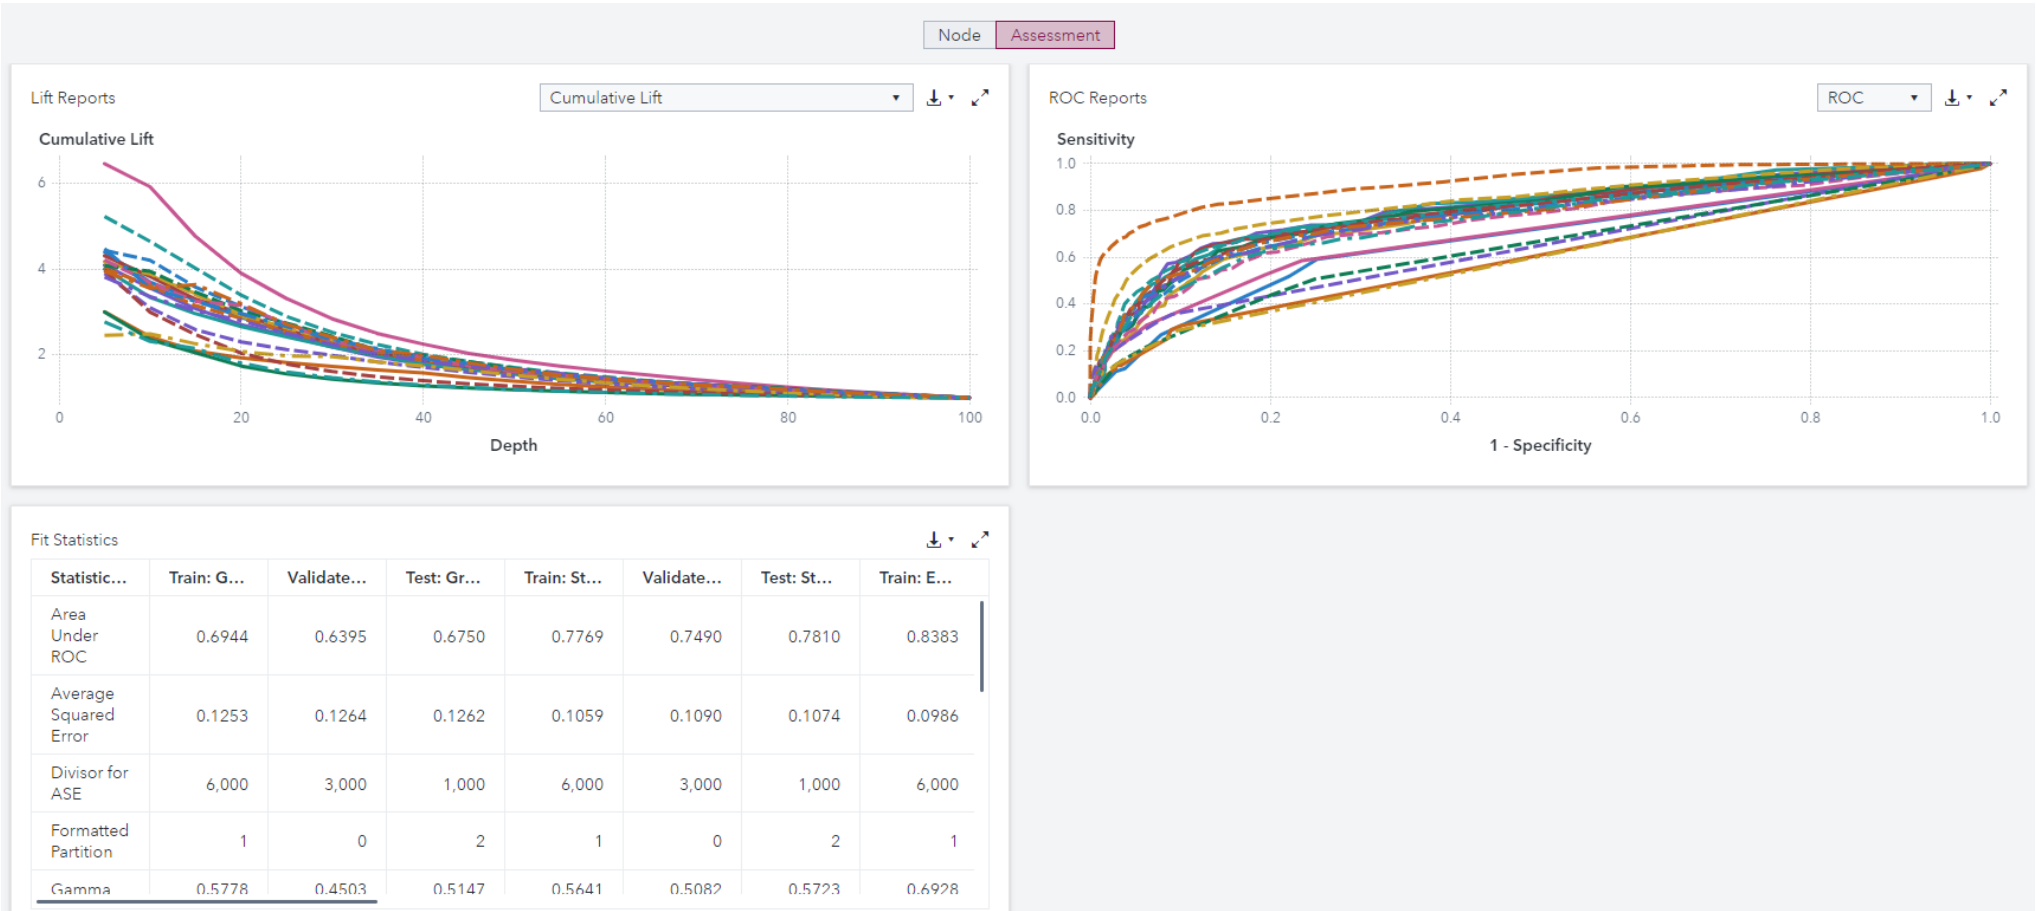 Node Assessment
Lift Reports
Cumulative Lift
Cumulative Lift
6
4
2
0 20 40 60 80 100
Depth
ROC Reports
ROC
Sensitivity
1.0
0.8
0.6
0.4
0.2
0.0
0.0 0.2 0.4 0.6 0.8 1.0
1 - Specificity
Fit Statistics
Statistic... Train: G... Validate... Test: Gr... Train: St... Validate... Test: St... Train: E...
Area
Under
ROC
0.6944 0.6395 0.6750 0.7769 0.7490 0.7810 0.8383
Average
Squared
Error
0.1253 0.1264 0.1262 0.1059 0.1090 0.1074 0.0986
Divisor for
ASE
6,000 3,000 1,000 6,000 3,000 1,000 6,000
Formatted
Partition
1 0 2 1 0 2 1
Gamma 0.5778 0.4503 0.5147 0.5641 0.5082 0.5723 0.6928